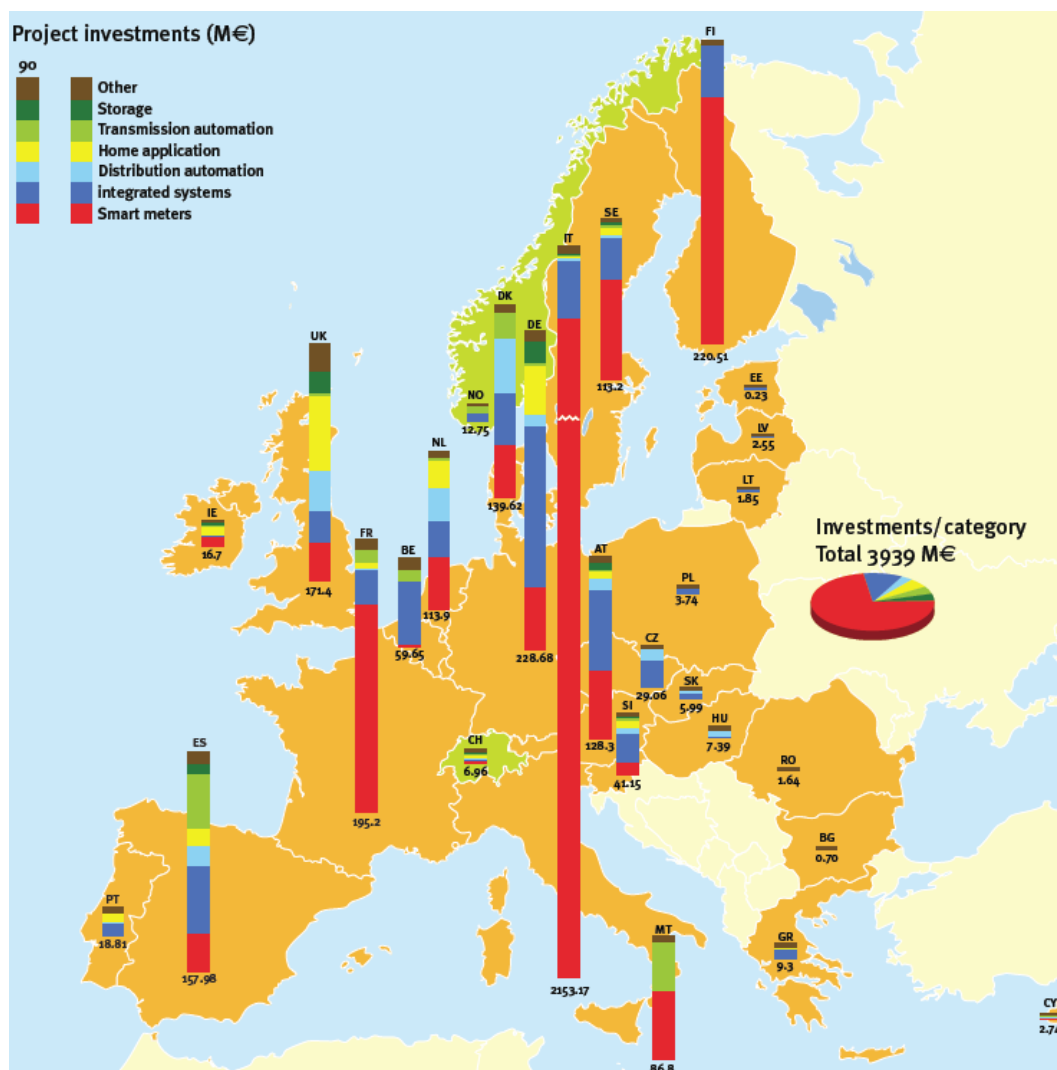 Project investments (M€)
90
Other
Storage
Transmission automation
Home application
Distribution automation
integrated systems
Smart meters
FI
220.51
SE
113.2
IT
2153.17
DK
139.62
DE
228.68
UK
171.4
NO
12.75
EE
0.23
LV
2.55
LT
1.85
NL
113.9
IE
16.7
FR
195.2
BE
59.65
AT
128.3
PL
3.74
Investments/category
Total 3939 M€
CZ
29.06
SK
5.99
SI
41.15
HU
7.39
CH
6.96
ES
157.98
RO
1.64
BG
0.70
PT
18.81
MT
86.8
GR
9.3
CY